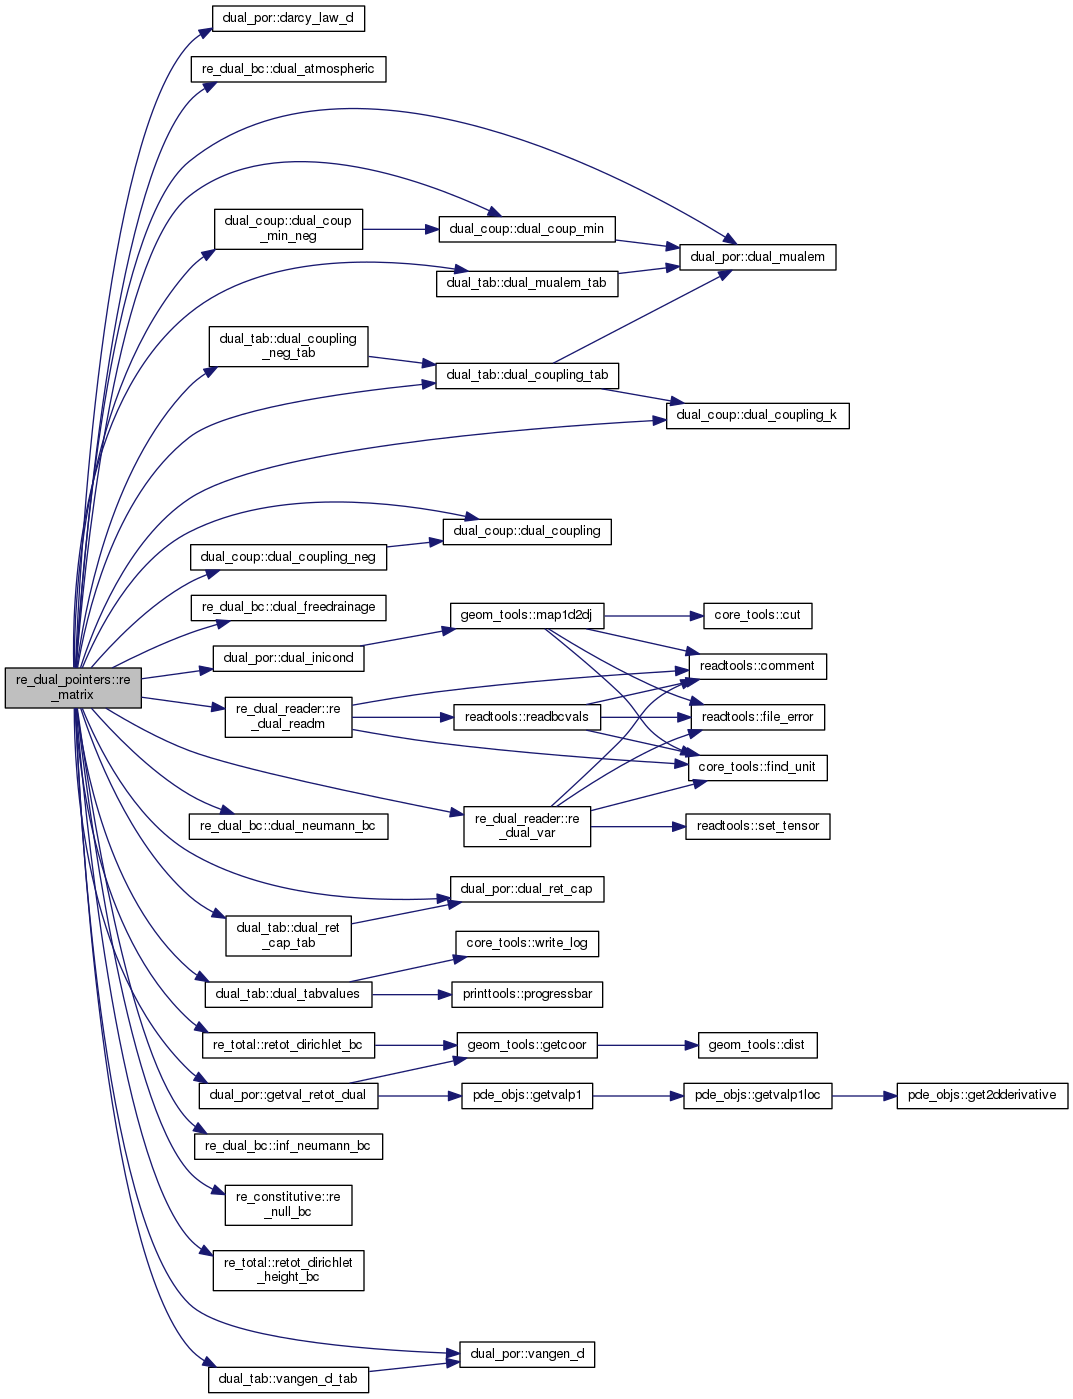 dual_por::darcy_law_d
re_dual_bc::dual_atmospheric
dual_coup::dual_coup
_min_neg
dual_coup::dual_coup_min
dual_por::dual_mualem
dual_tab::dual_mualem_tab
dual_tab::dual_coupling
_neg_tab
dual_tab::dual_coupling_tab
dual_coup::dual_coupling_k
dual_coup::dual_coupling
dual_coup::dual_coupling_neg
re_dual_bc::dual_freedrainage
geom_tools::map1d2dj
core_tools::cut
dual_por::dual_inicond
readtools::comment
re_dual_pointers::re
_matrix
re_dual_reader::re
_dual_readm
readtools::readbcvals
readtools::file_error
core_tools::find_unit
re_dual_bc::dual_neumann_bc
re_dual_reader::re
_dual_var
readtools::set_tensor
dual_por::dual_ret_cap
dual_tab::dual_ret
_cap_tab
core_tools::write_log
dual_tab::dual_tabvalues
printtools::progressbar
re_total::retot_dirichlet_bc
geom_tools::getcoor
geom_tools::dist
dual_por::getval_retot_dual
pde_objs::getvalp1
pde_objs::getvalp1loc
pde_objs::get2dderivative
re_dual_bc::inf_neumann_bc
re_constitutive::re
_null_bc
re_total::retot_dirichlet
_height_bc
dual_por::vangen_d
dual_tab::vangen_d_tab